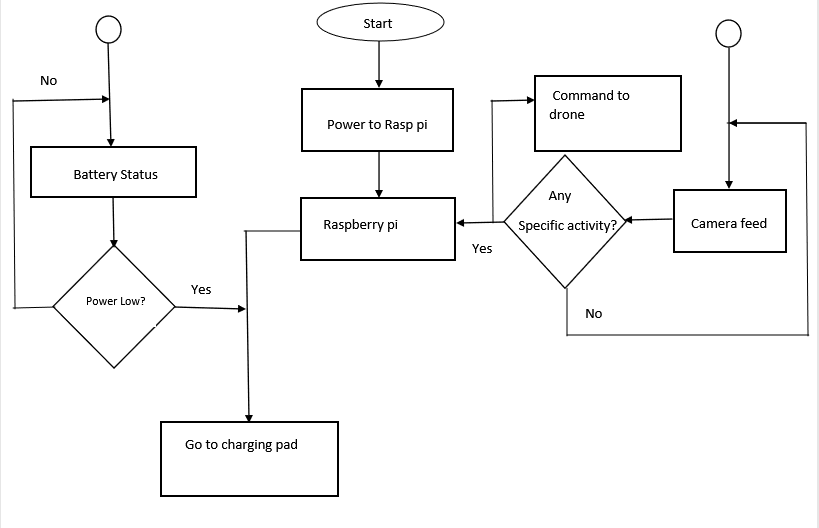 Start
No
Command to
drone
Power to Rasp pi
Battery Status
Any
Specific activity?
Raspberry pi
Camera feed
Yes
Yes
Power Low?
No
Go to charging pad